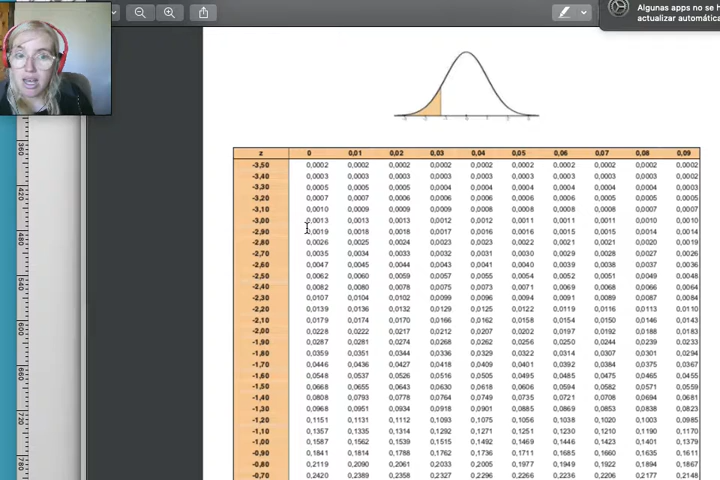 Algunas apps no se h
actualizar automátic
z 0 0,01 0,02 0,03 0,04 0,05 0,06 0,07 0,08 0,09
-3,50 0,0002 0,0002 0,0002 0,0002 0,0002 0,0002 0,0002 0,0002 0,0002 0,0002
-3,40 0,0003 0,0003 0,0003 0,0003 0,0003 0,0003 0,0003 0,0003 0,0003 0,0002
-3,30 0,0005 0,0005 0,0005 0,0004 0,0004 0,0004 0,0004 0,0004 0,0004 0,0003
-3,20 0,0007 0,0007 0,0006 0,0006 0,0006 0,0006 0,0006 0,0005 0,0005 0,0005
-3,10 0,0010 0,0009 0,0009 0,0009 0,0008 0,0008 0,0008 0,0008 0,0007 0,0007
-3,00 0,0013 0,0013 0,0013 0,0012 0,0012 0,0011 0,0011 0,0011 0,0010 0,0010
-2,90 0,0019 0,0018 0,0018 0,0017 0,0016 0,0016 0,0015 0,0015 0,0014 0,0014
-2,80 0,0026 0,0025 0,0024 0,0023 0,0023 0,0022 0,0021 0,0021 0,0020 0,0019
-2,70 0,0035 0,0034 0,0033 0,0032 0,0031 0,0030 0,0029 0,0028 0,0027 0,0026
-2,60 0,0047 0,0045 0,0044 0,0043 0,0041 0,0040 0,0039 0,0038 0,0037 0,0036
-2,50 0,0062 0,0060 0,0059 0,0057 0,0055 0,0054 0,0052 0,0051 0,0049 0,0048
-2,40 0,0082 0,0080 0,0078 0,0075 0,0073 0,0071 0,0069 0,0068 0,0066 0,0064
-2,30 0,0107 0,0104 0,0102 0,0099 0,0096 0,0094 0,0091 0,0089 0,0087 0,0084
-2,20 0,0139 0,0136 0,0132 0,0129 0,0125 0,0122 0,0119 0,0116 0,0113 0,0110
-2,10 0,0179 0,0174 0,0170 0,0166 0,0162 0,0158 0,0154 0,0150 0,0146 0,0143
-2,00 0,0228 0,0222 0,0217 0,0212 0,0207 0,0202 0,0197 0,0192 0,0188 0,0183
-1,90 0,0287 0,0281 0,0274 0,0268 0,0262 0,0256 0,0250 0,0244 0,0239 0,0233
-1,80 0,0359 0,0351 0,0344 0,0336 0,0329 0,0322 0,0314 0,0307 0,0301 0,0294
-1,70 0,0446 0,0436 0,0427 0,0418 0,0409 0,0401 0,0392 0,0384 0,0375 0,0367
-1,60 0,0548 0,0537 0,0526 0,0516 0,0505 0,0495 0,0485 0,0475 0,0465 0,0455
-1,50 0,0668 0,0655 0,0643 0,0630 0,0618 0,0606 0,0594 0,0582 0,0571 0,0559
-1,40 0,0808 0,0793 0,0778 0,0764 0,0749 0,0735 0,0721 0,0708 0,0694 0,0681
-1,30 0,0968 0,0951 0,0934 0,0918 0,0901 0,0885 0,0869 0,0853 0,0838 0,0823
-1,20 0,1151 0,1131 0,1112 0,1093 0,1075 0,1056 0,1038 0,1020 0,1003 0,0985
-1,10 0,1357 0,1335 0,1314 0,1292 0,1271 0,1251 0,1230 0,1210 0,1190 0,1170
-1,00 0,1587 0,1562 0,1539 0,1515 0,1492 0,1469 0,1446 0,1423 0,1401 0,1379
-0,90 0,1841 0,1814 0,1788 0,1762 0,1736 0,1711 0,1685 0,1660 0,1635 0,1611
-0,80 0,2119 0,2090 0,2061 0,2033 0,2005 0,1977 0,1949 0,1922 0,1894 0,1867
-0,70 0,2420 0,2389 0,2358 0,2327 0,2296 0,2266 0,2236 0,2206 0,2177 0,2148
360
420
480
540
600
660
720
780